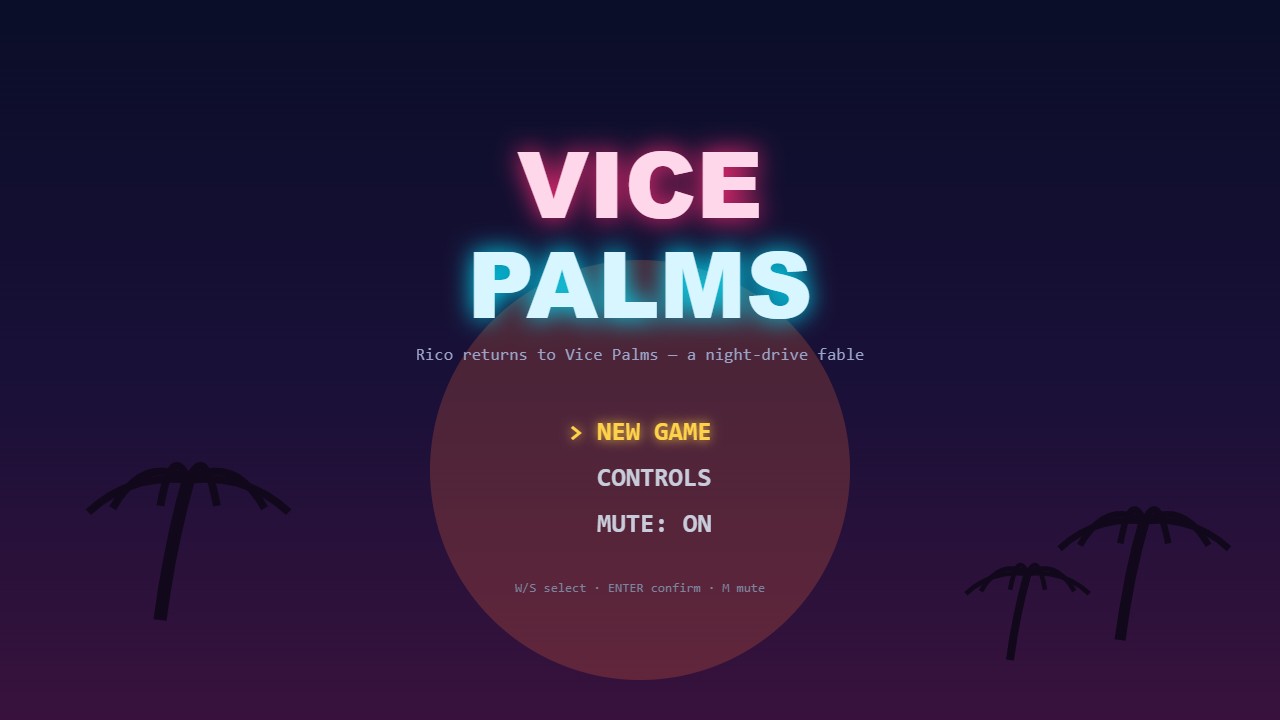 VICE
PALMS
Rico returns to Vice Palms — a night-drive fable
> NEW GAME
CONTROLS
MUTE: ON
W/S select · ENTER confirm · M mute